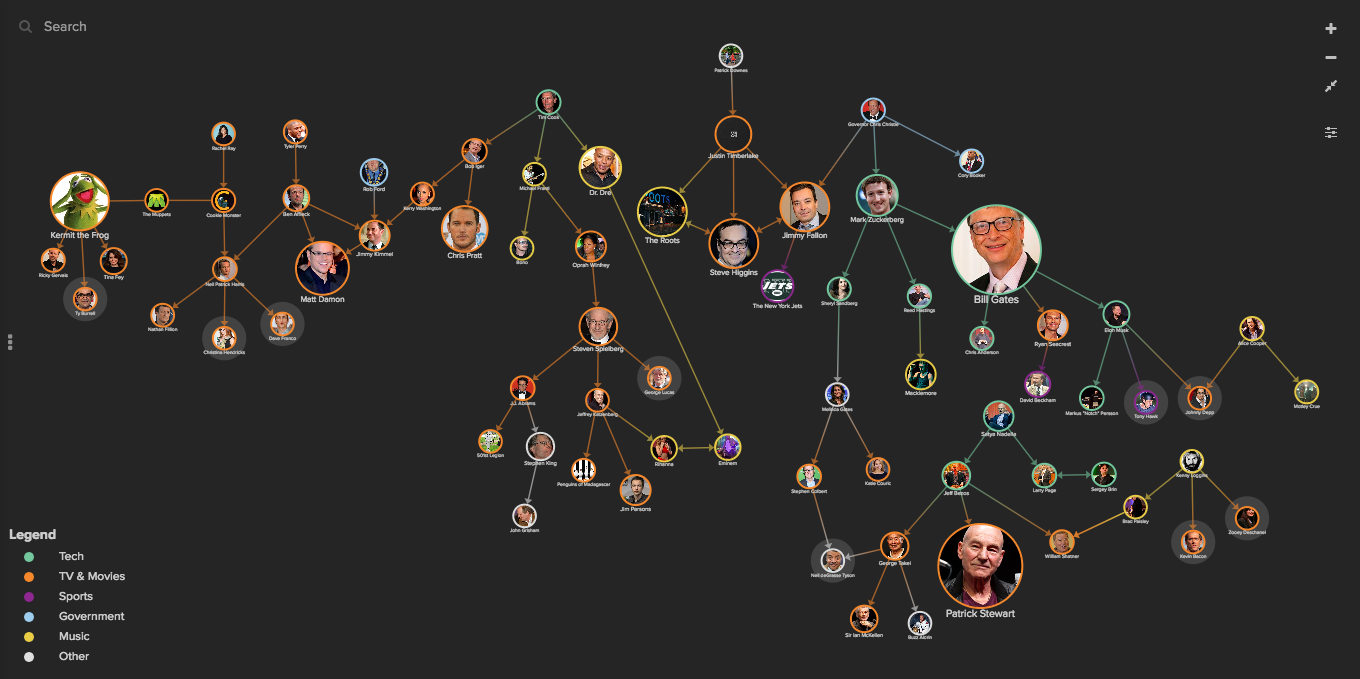 Search
Patrick Downes
Tim Cook
Governor Chris Christie
Rachel Ray
Tyler Perry
Justin Timberlake
Bob Iger
Cory Booker
Rob Ford
Michael Franti
Dr. Dre
The Muppets
Cookie Monster
Ben Affleck
Kerry Washington
Mark Zuckerberg
Kermit the Frog
Jimmy Kimmel
Chris Pratt
The Roots
Jimmy Fallon
Ricky Gervais
Tina Fey
Bono
Oprah Winfrey
Steve Higgins
Neil Patrick Harris
Matt Damon
JETS
The New York Jets
Sheryl Sandberg
Reed Hastings
Bill Gates
Ty Burrell
Nathan Fillion
Christina Hendricks
Dave Franco
Steven Spielberg
Chris Anderson
Ryan Seacrest
Elon Musk
Alice Cooper
George Lucas
J.J. Abrams
Jeffrey Katzenberg
Melinda Gates
Macklemore
David Beckham
Markus "Notch" Persson
Tony Hawk
Johnny Depp
Motley Crue
Satya Nadella
501st Legion
Stephen King
Rihanna
Eminem
Penguins of Madagascar
Jim Parsons
Stephen Colbert
Katie Couric
Jeff Bezos
Larry Page
Sergey Brin
Kenny Loggins
John Graham
Brad Paisley
Zooey Deschanel
William Shatner
Kevin Bacon
Neil deGrasse Tyson
George Takei
Patrick Stewart
Sir Ian McKellen
Buzz Aldrin
Legend
Tech
TV & Movies
Sports
Government
Music
Other